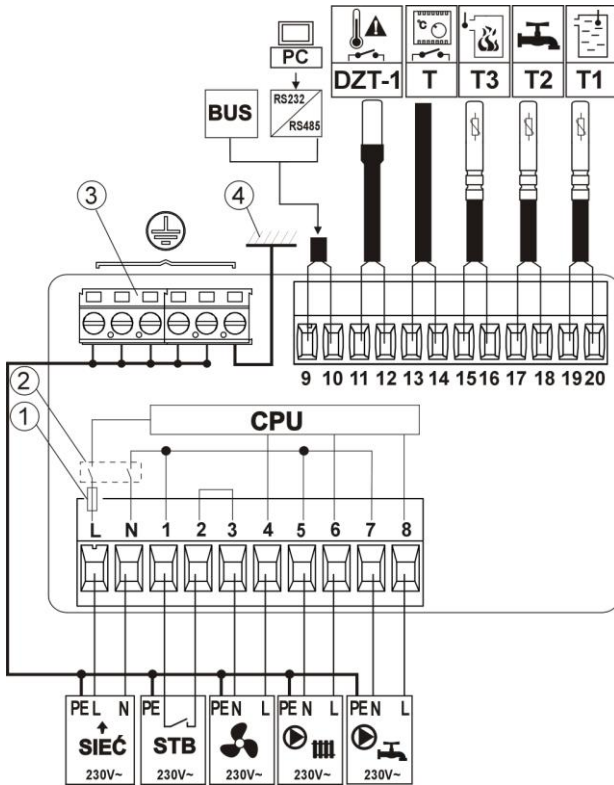 PC
DZT-1 T T3 T2 T1
°C
BUS
RS232
RS485
3
4
9 10 11 12 13 14 15 16 17 18 19 20
2
1
CPU
L N 1 2 3 4 5 6 7 8
PE L N
SIEĆ
230V~
PE
STB
230V~
PE N L
230V~
PE N L
230V~
PE N L
230V~